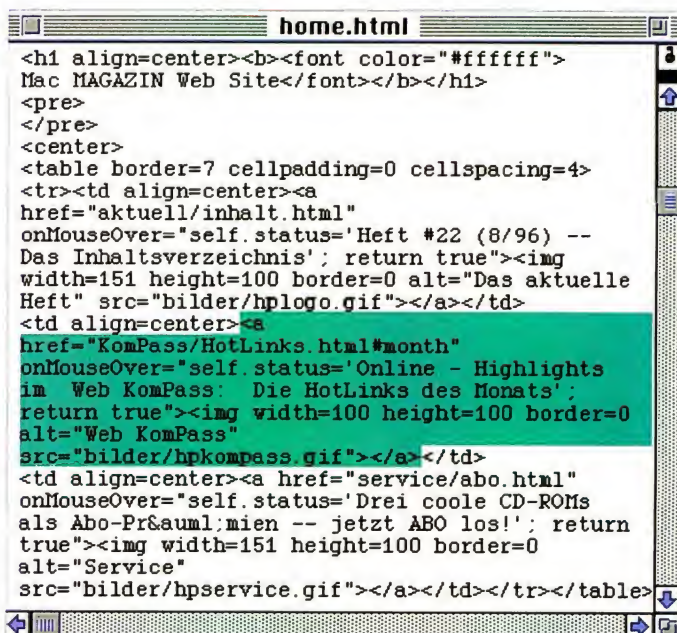 home.html
<h1 align=center><b><font color="#ffffff">
Mac MAGAZIN Web Site</font></b></h1>
<pre>
</pre>
<center>
<table border=7 cellpadding=0 cellspacing=4>
<tr><td align=center><a
href="aktuell/inhalt.html"
onMouseOver="self.status='Heft #22 (8/96) --
Das Inhaltsverzeichnis'; return true"><img
width=151 height=100 border=0 alt="Das aktuelle
Heft" src="bilder/hplogo.gif"></a></td>
<td align=center><a
href="KomPass/HotLinks.html#month"
onMouseOver="self.status='Online - Highlights
im  Web KomPass:  Die HotLinks des Monats';
return true"><img width=100 height=100 border=0
alt="Web KomPass"
src="bilder/hpkompass.gif"></a></td>
<td align=center><a href="service/abo.html"
onMouseOver="self.status='Drei coole CD-ROMs
als Abo-Pr&auml;mien -- jetzt ABO los!'; return
true"><img width=151 height=100 border=0
alt="Service"
src="bilder/hpservice.gif"></a></td></tr></table>